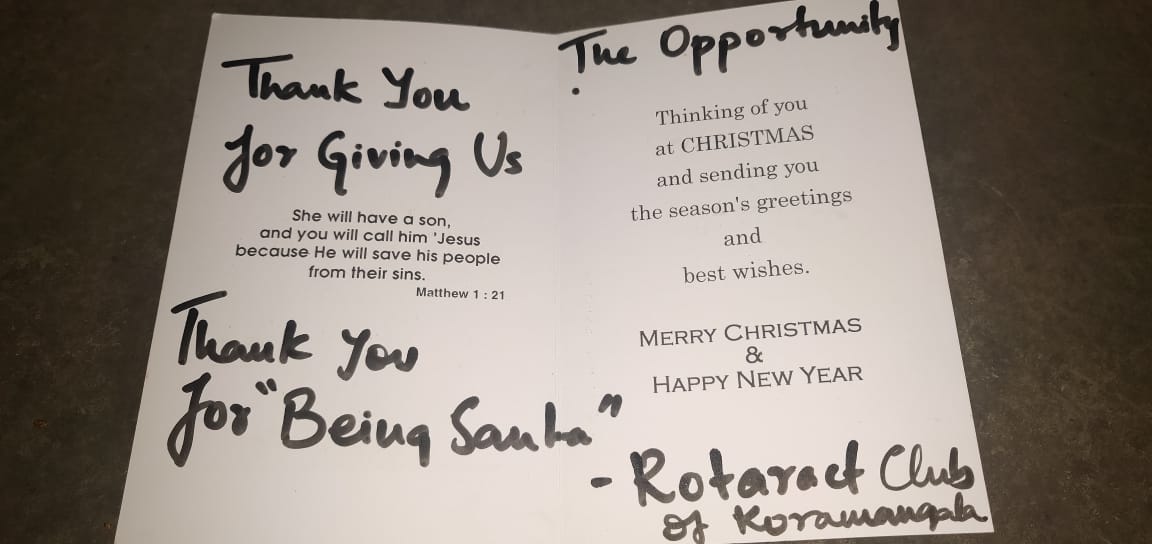 Thank You
for Giving Us
She will have a son,
and you will call him 'Jesus
because He will save his people
from their sins.
Matthew 1 : 21
Thank You
for "Being Santa"
The Opportunity
.
Thinking of you
at CHRISTMAS
and sending you
the season's greetings
and
best wishes.
MERRY CHRISTMAS
&
HAPPY NEW YEAR
- Rotaract Club
of Koramangala